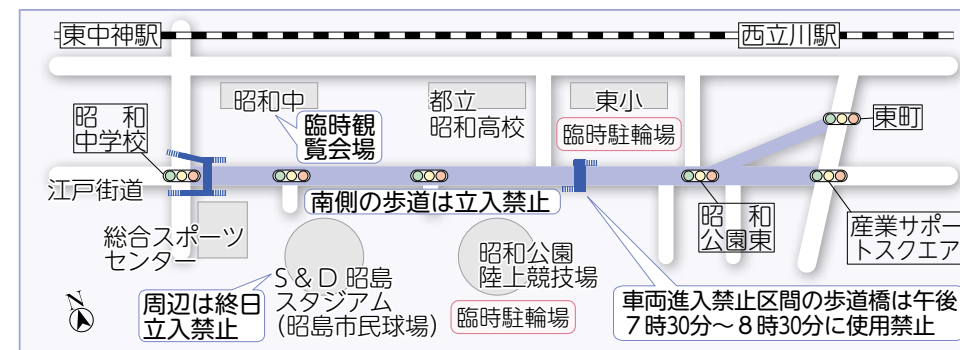 東中神駅
西立川駅
昭和中
都立
昭和高校
東小
昭和
中学校
臨時観
覧会場
臨時駐輪場
東町
江戸街道
南側の歩道は立入禁止
昭和
公園東
産業サポー
トスクエア
総合スポーツ
センター
S&D昭島
スタジアム
(昭島市民球場)
昭和公園
陸上競技場
臨時駐輪場
周辺は終日
立入禁止
車両進入禁止区間の歩道橋は午後
7時30分~8時30分に使用禁止
N